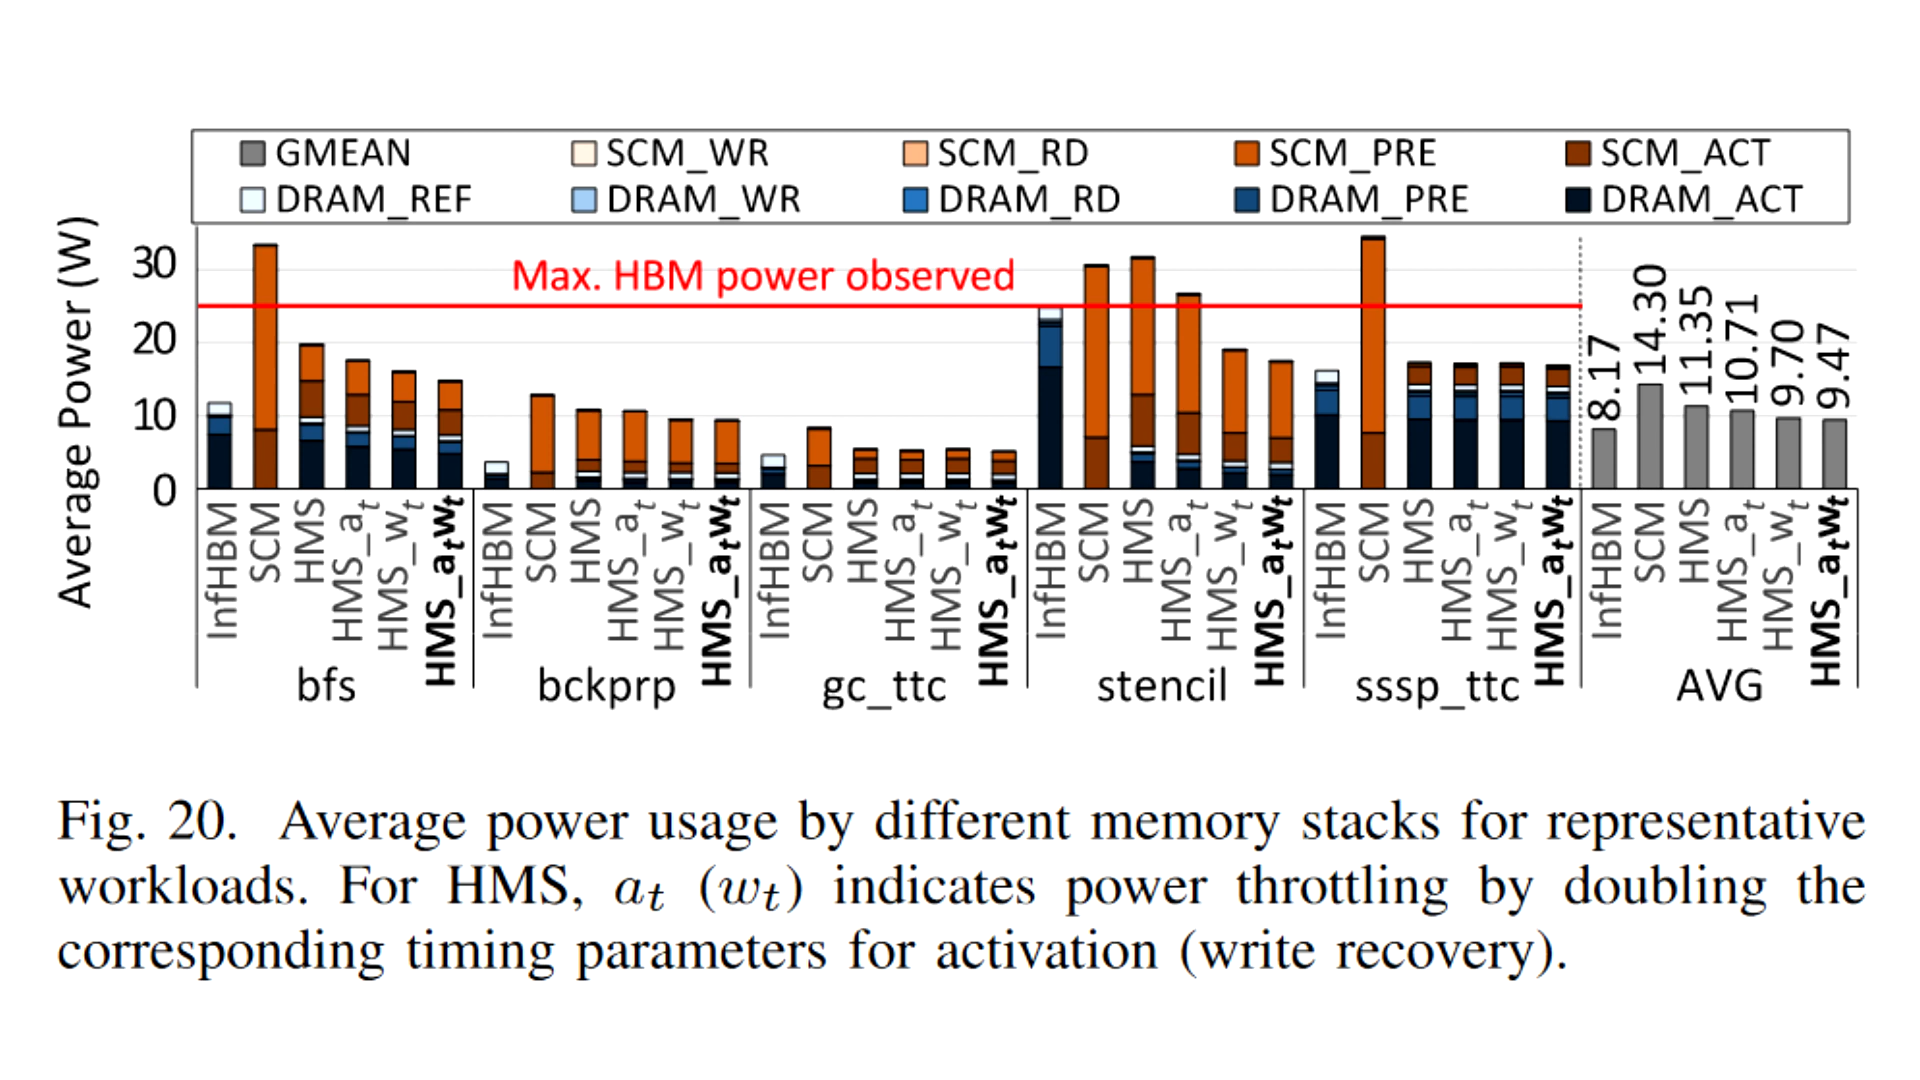 GMEAN SCM_WR SCM_RD SCM_PRE SCM_ACT
DRAM_REF DRAM_WR DRAM_RD DRAM_PRE DRAM_ACT
Average Power (W)
30
20
10
0
Max. HBM power observed
8.17 14.30 11.35 10.71 9.70 9.47
InfHBM SCM HMS HMS_at HMS_wt HMS_atwt
InfHBM SCM HMS HMS_at HMS_wt HMS_atwt
InfHBM SCM HMS HMS_at HMS_wt HMS_atwt
InfHBM SCM HMS HMS_at HMS_wt HMS_atwt
InfHBM SCM HMS HMS_at HMS_wt HMS_atwt
InfHBM SCM HMS HMS_at HMS_wt HMS_atwt
bfs bckprp gc_ttc stencil sssp_ttc AVG
Fig. 20. Average power usage by different memory stacks for representative
workloads. For HMS, at (wt) indicates power throttling by doubling the
corresponding timing parameters for activation (write recovery).